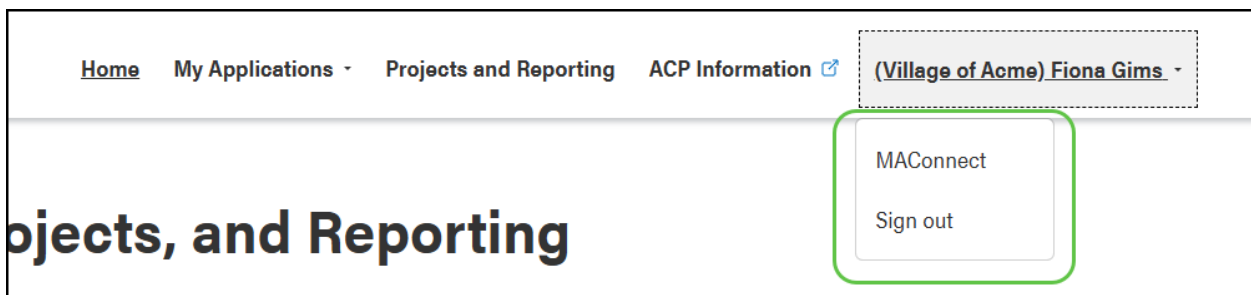 Home My Applications Projects and Reporting ACP Information (Village of Acme) Fiona Gims
MAConnect
Sign out
ojects, and Reporting